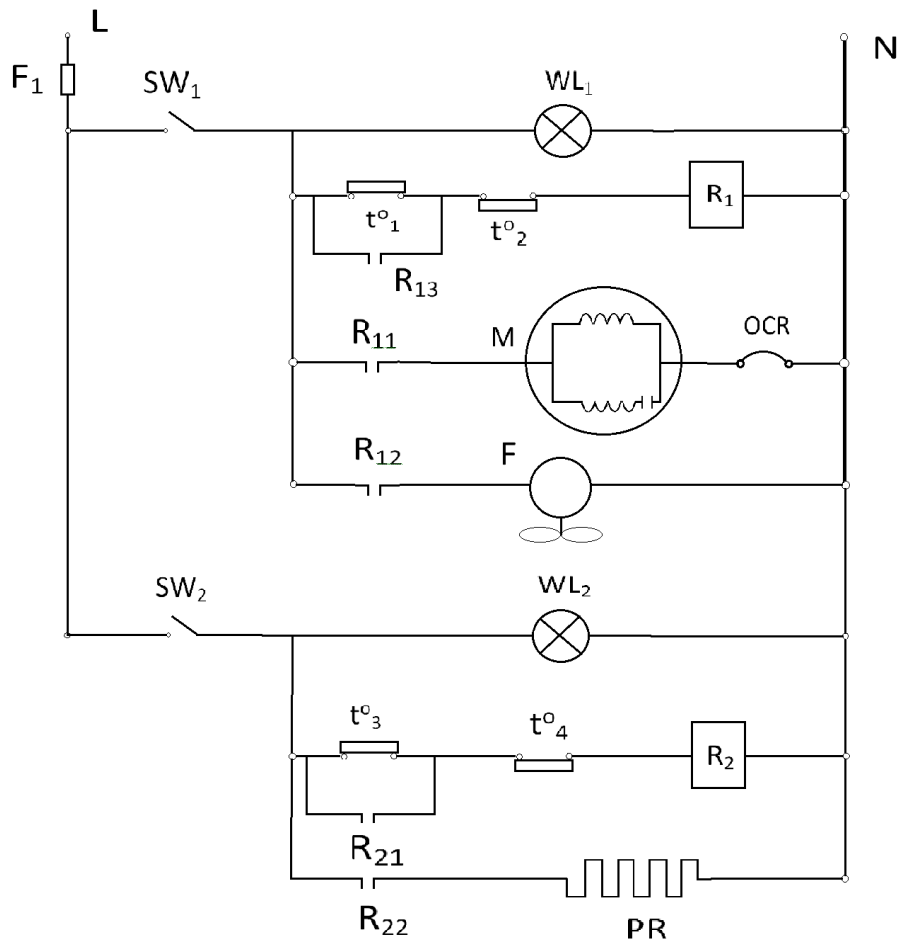 L
N
F₁
SW₁
WL₁
R₁
t°₁
t°₂
R₁₃
R₁₁
M
OCR
R₁₂
F
SW₂
WL₂
t°₃
t°₄
R₂
R₂₁
R₂₂
PR